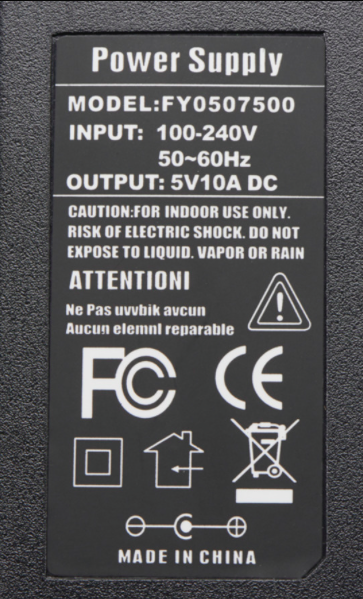 Power Supply
MODEL:FY0507500
INPUT: 100-240V
50~60Hz
OUTPUT: 5V10A DC
CAUTION:FOR INDOOR USE ONLY.
RISK OF ELECTRIC SHOCK. DO NOT
EXPOSE TO LIQUID. VAPOR OR RAIN
ATTENTIONI
Ne Pas uvvbik avcun
Aucun elemnl reparable
FC CE
MADE IN CHINA